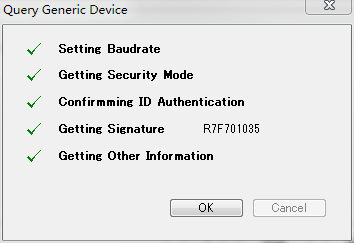 Query Generic Device
Setting Baudrate
Getting Security Mode
Confirmming ID Authentication
Getting Signature R7F701035
Getting Other Information
OK Cancel